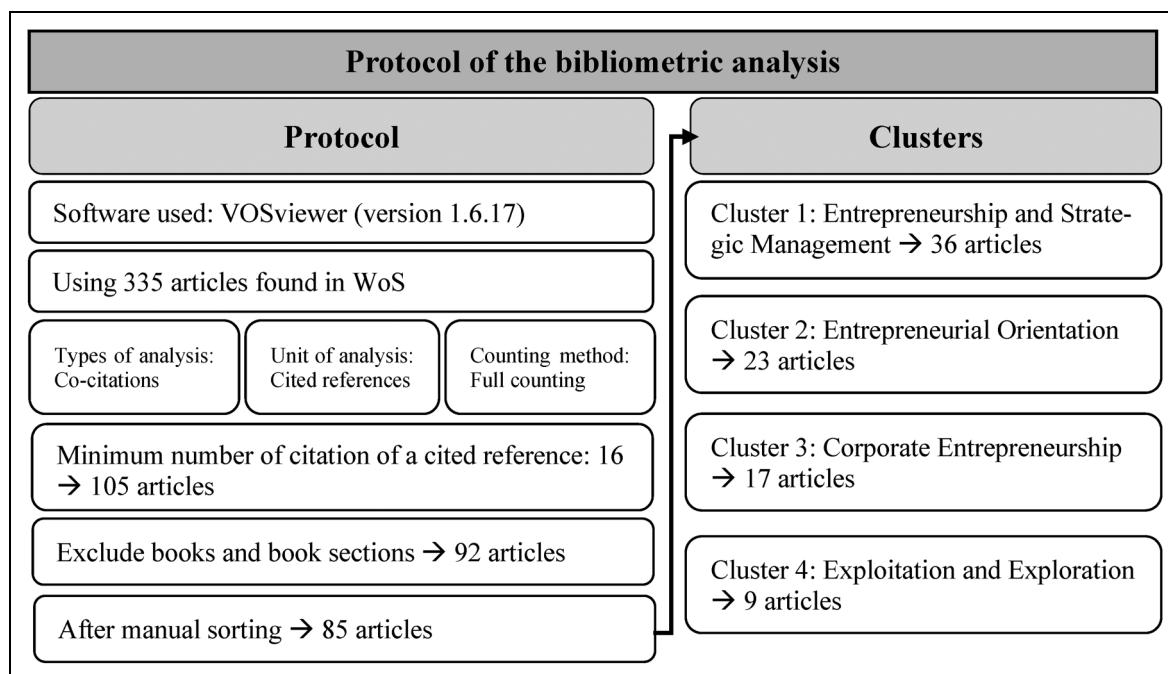 Protocol of the bibliometric analysis
Protocol
Software used: VOSviewer (version 1.6.17)
Using 335 articles found in WoS
Types of analysis:
Co-citations
Unit of analysis:
Cited references
Counting method:
Full counting
Minimum number of citation of a cited reference: 16
→ 105 articles
Exclude books and book sections → 92 articles
After manual sorting → 85 articles
Clusters
Cluster 1: Entrepreneurship and Strate-
gic Management → 36 articles
Cluster 2: Entrepreneurial Orientation
→ 23 articles
Cluster 3: Corporate Entrepreneurship
→ 17 articles
Cluster 4: Exploitation and Exploration
→ 9 articles